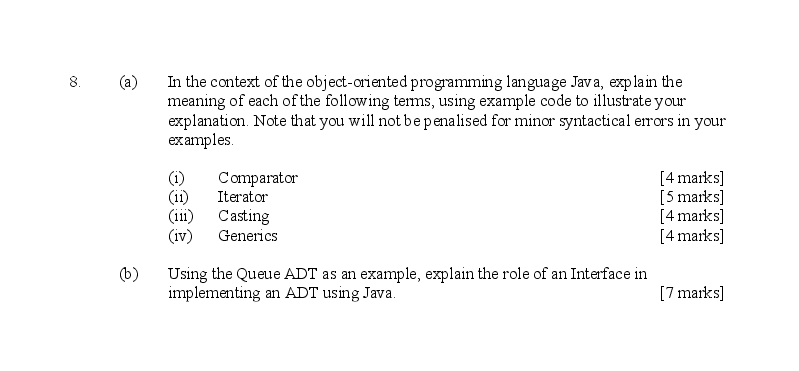 8. (a) In the context of the object-oriented programming language Java, explain the
meaning of each of the following terms, using example code to illustrate your
explanation. Note that you will not be penalised for minor syntactical errors in your
examples.
(i) Comparator [4 marks]
(ii) Iterator [5 marks]
(iii) Casting [4 marks]
(iv) Generics [4 marks]
(b) Using the Queue ADT as an example, explain the role of an Interface in
implementing an ADT using Java. [7 marks]